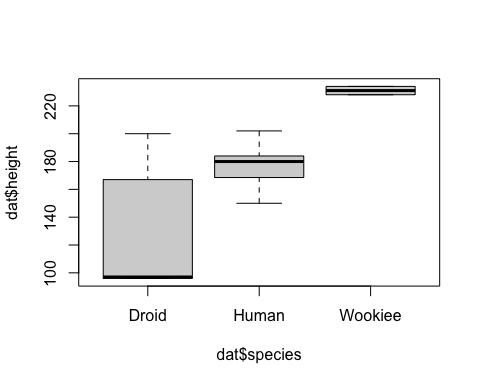 dat$height
220
180
140
100
Droid Human Wookiee
dat$species